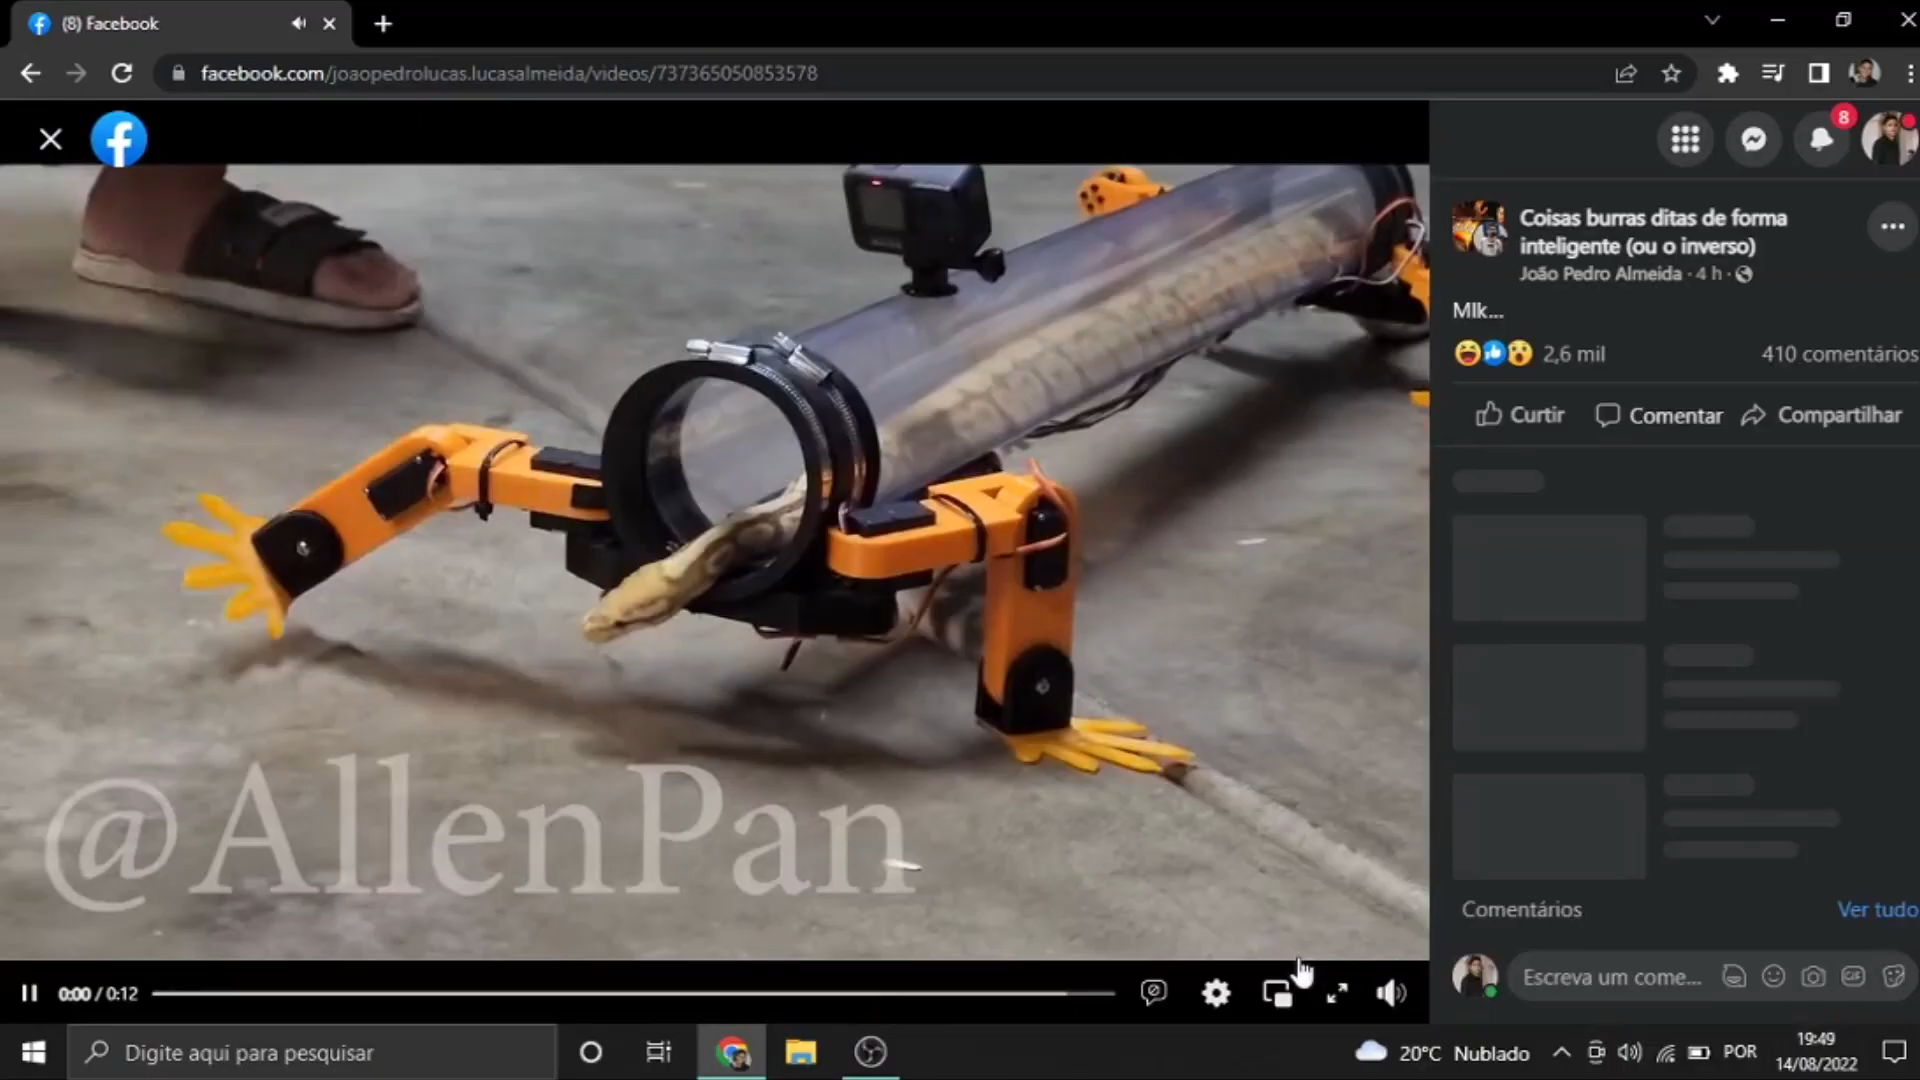 (8) Facebook
facebook.com/joaopedrolucas.lucasalmeida/videos/737365050853578
8
Coisas burras ditas de forma
inteligente (ou o inverso)
João Pedro Almeida · 4 h ·
Mlk...
2,6 mil
410 comentários
Curtir
Comentar
Compartilhar
@AllenPan
Comentários
Ver tudo
Escreva um come...
GIF
0:00 / 0:12
Digite aqui para pesquisar
20°C Nublado
POR
19:49
14/08/2022